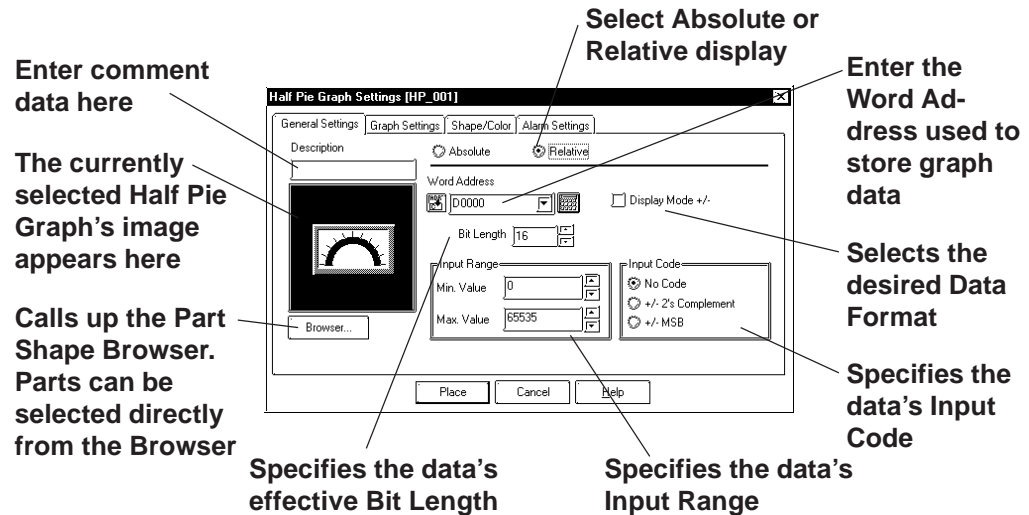 Select Absolute or
Relative display
Enter comment
data here
The currently
selected Half Pie
Graph's image
appears here
Calls up the Part
Shape Browser.
Parts can be
selected directly
from the Browser
Half Pie Graph Settings [HP_001]
General Settings Graph Settings Shape/Color Alarm Settings
Description
Absolute Relative
Word Address
D0000
Display Mode +/-
Bit Length 16
Input Range
Min. Value 0
Max. Value 65535
Input Code
No Code
+/- 2's Complement
+/- MSB
Browser...
Place Cancel Help
Enter the
Word Ad-
dress used to
store graph
data
Selects the
desired Data
Format
Specifies the
data's Input
Code
Specifies the data's
effective Bit Length
Specifies the data's
Input Range